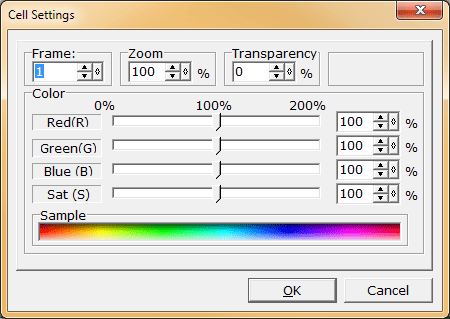 Cell Settings
Frame: Zoom Transparency
1 100 % 0 %
Color
0% 100% 200%
Red(R) 100 %
Green(G) 100 %
Blue (B) 100 %
Sat (S) 100 %
Sample
OK Cancel